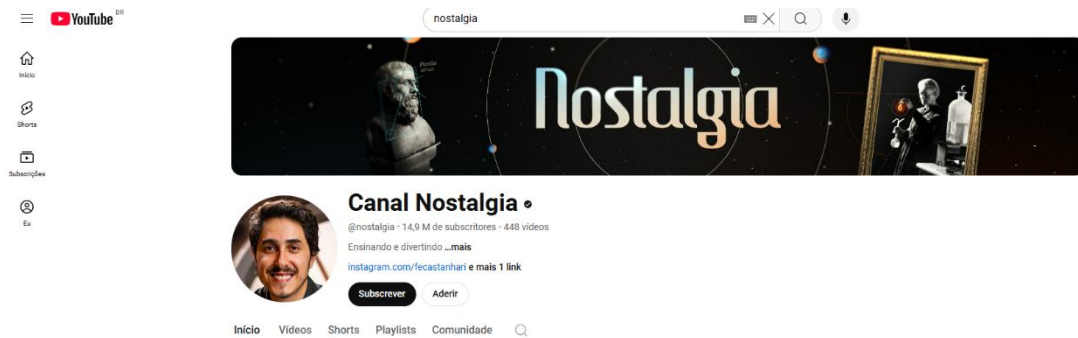 YouTube BR
nostalgia
Início
Shorts
Subscrições
Eu
Nostalgia
Canal Nostalgia
@nostalgia · 14,9 M de subscritores · 448 vídeos
Ensinando e divertindo ...mais
instagram.com/fecastanhari e mais 1 link
Subscrever Aderir
Início Vídeos Shorts Playlists Comunidade